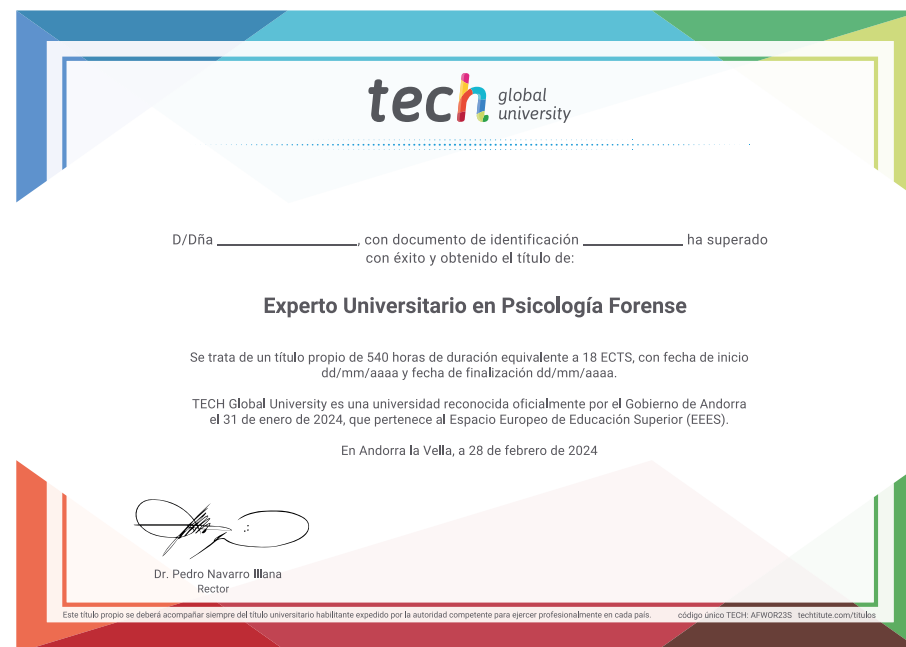 tech global university
D/Dña ____________________, con documento de identificación ______________ ha superado
con éxito y obtenido el título de:
Experto Universitario en Psicología Forense
Se trata de un título propio de 540 horas de duración equivalente a 18 ECTS, con fecha de inicio
dd/mm/aaaa y fecha de finalización dd/mm/aaaa.
TECH Global University es una universidad reconocida oficialmente por el Gobierno de Andorra
el 31 de enero de 2024, que pertenece al Espacio Europeo de Educación Superior (EEES).
En Andorra la Vella, a 28 de febrero de 2024
Dr. Pedro Navarro Illana
Rector
Este título propio se deberá acompañar siempre del título universitario habilitante expedido por la autoridad competente para ejercer profesionalmente en cada país. código único TECH: AFWOR23S techtitute.com/titulos